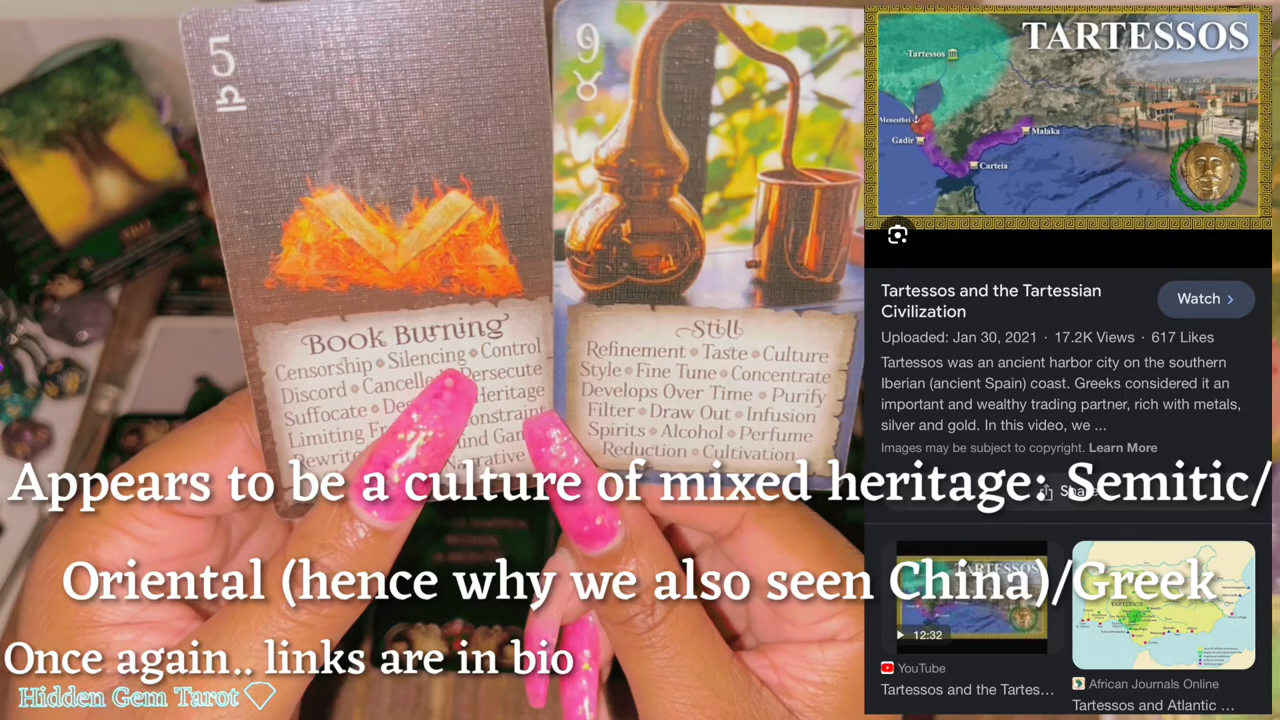 5
Book Burning
Censorship • Silencing • Control
Discord • Persecute
Suffocate • Heritage
Limiting
Narrative
9
Still
Refinement • Taste • Culture
Style • Fine Tune • Concentrate
Develops Over Time • Purify
Filter • Draw Out • Infusion
Spirits • Alcohol • Perfume
Reduction • Cultivation
TARTESSOS
Tartessos
Menesthei
Gadir
Malaka
Carteia
Tartessos and the Tartessian
Civilization
Watch
Uploaded: Jan 30, 2021 · 17.2K Views · 617 Likes
Tartessos was an ancient harbor city on the southern
Iberian (ancient Spain) coast. Greeks considered it an
important and wealthy trading partner, rich with metals,
silver and gold. In this video, we ...
Images may be subject to copyright. Learn More
Appears to be a culture of mixed heritage: Semitic/
Oriental (hence why we also seen China)/Greek
Once again.. links are in bio
Hidden Gem Tarot
12:32
YouTube
Tartessos and the Tartes...
TARTESSOS
African Journals Online
Tartessos and Atlantic ...